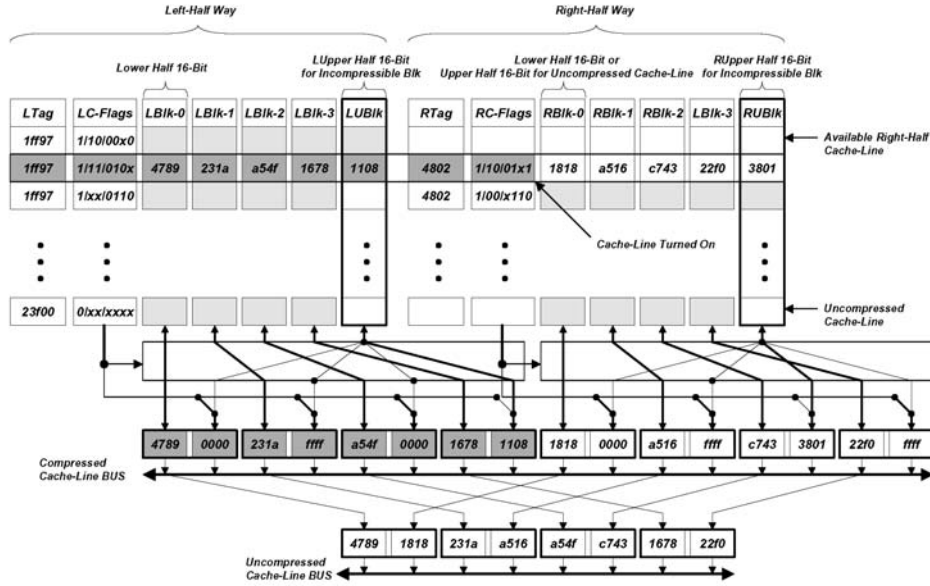 Left-Half Way Right-Half Way
Lower Half 16-Bit LUpper Half 16-Bit for Incompressible Blk Lower Half 16-Bit or Upper Half 16-Bit for Uncompressed Cache-Line RUpper Half 16-Bit for Incompressible Blk
LTag LC-Flags LBlk-0 LBlk-1 LBlk-2 LBlk-3 LUBlk RTag RC-Flags RBlk-0 RBlk-1 RBlk-2 LBlk-3 RUBlk
1ff97 1/10/00x0 Available Right-Half Cache-Line
1ff97 1/11/010x 4789 231a a54f 1678 1108 4802 1/10/01x1 1818 a516 c743 22f0 3801
1ff97 1/xx/0110 4802 1/00/x110
Cache-Line Turned On
23f00 0/xx/xxxx Uncompressed Cache-Line
4789 0000 231a ffff a54f 0000 1678 1108 1818 0000 a516 ffff c743 3801 22f0 ffff
Compressed Cache-Line BUS
4789 1818 231a a516 a54f c743 1678 22f0
Uncompressed Cache-Line BUS